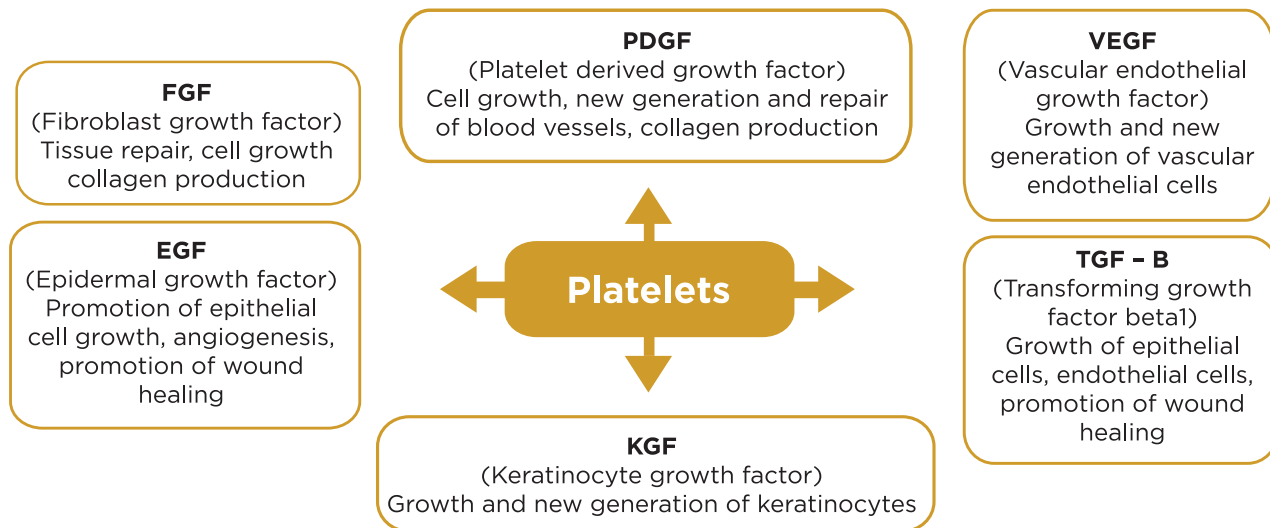 FGF
(Fibroblast growth factor)
Tissue repair, cell growth
collagen production
EGF
(Epidermal growth factor)
Promotion of epithelial
cell growth, angiogenesis,
promotion of wound
healing
PDGF
(Platelet derived growth factor)
Cell growth, new generation and repair
of blood vessels, collagen production
Platelets
KGF
(Keratinocyte growth factor)
Growth and new generation of keratinocytes
VEGF
(Vascular endothelial
growth factor)
Growth and new
generation of vascular
endothelial cells
TGF – B
(Transforming growth
factor beta1)
Growth of epithelial
cells, endothelial cells,
promotion of wound
healing